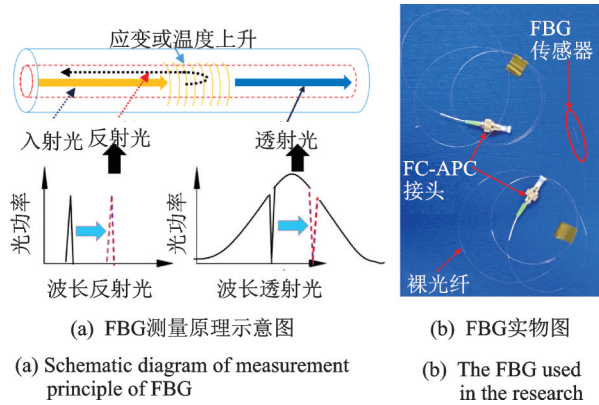 应变或温度上升
入射光
反射光
透射光
光功率
波长反射光
光功率
波长透射光
(a) FBG测量原理示意图
(a) Schematic diagram of measurement
principle of FBG
FBG
传感器
FC-APC
接头
裸光纤
(b) FBG实物图
(b) The FBG used
in the research